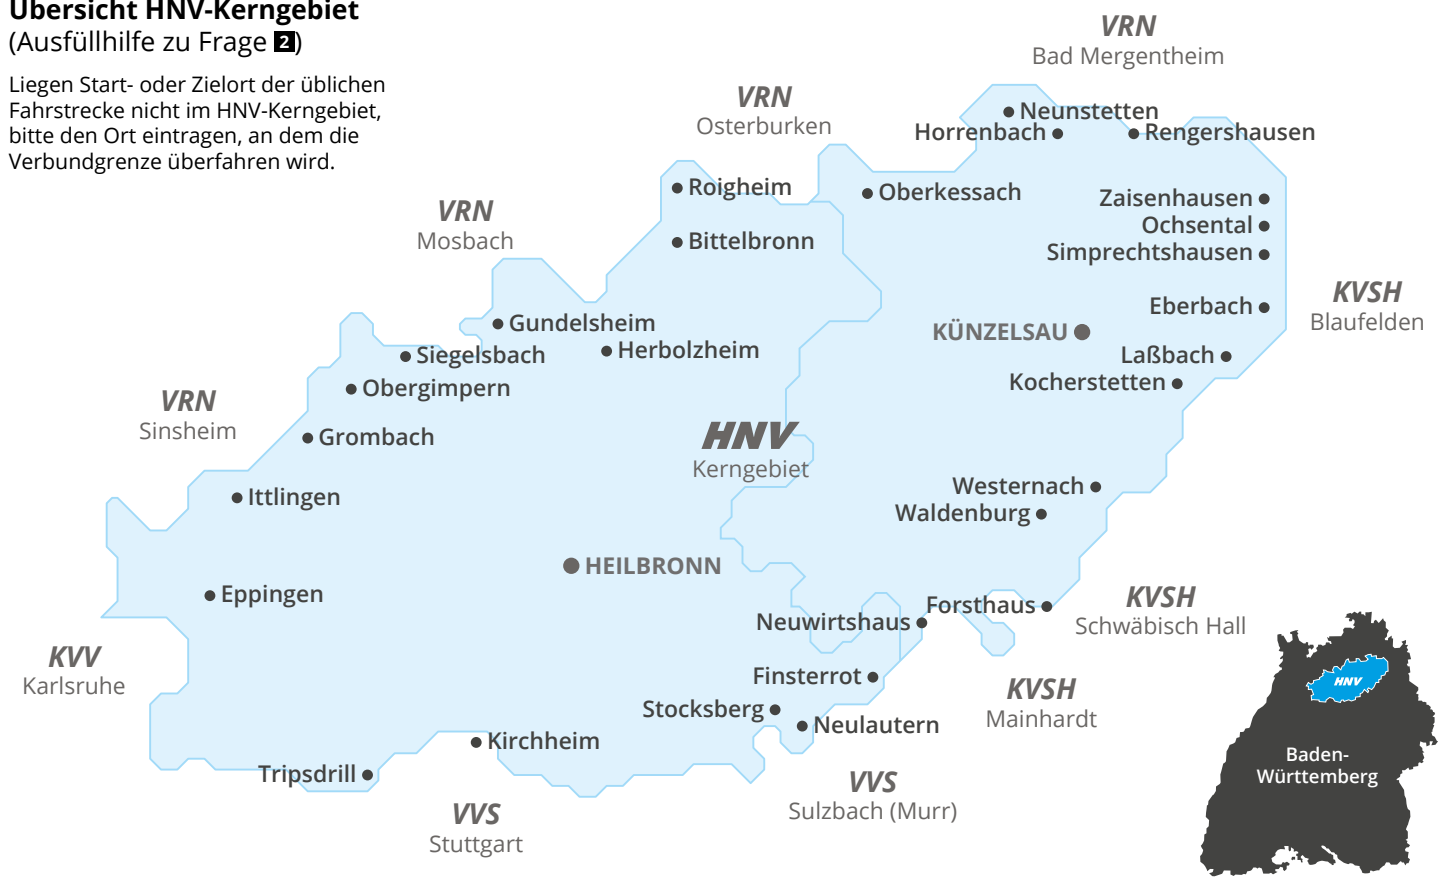 Übersicht HNV-Kerngebiet
(Ausfüllhilfe zu Frage 2)
Liegen Start- oder Zielort der üblichen
Fahrstrecke nicht im HNV-Kerngebiet,
bitte den Ort eintragen, an dem die
Verbundgrenze überfahren wird.
VRN
Bad Mergentheim
VRN
Osterburken
Neunstetten
Horrenbach
Rengershausen
Roigheim
Oberkessach
Zaisenhausen
Ochsental
Simprechtshausen
VRN
Mosbach
Bittelbronn
KVSH
Blaufelden
Eberbach
KÜNZELSAU
Gundelsheim
Siegelsbach
Herbolzheim
Laßbach
Kocherstetten
Obergimpern
VRN
Sinsheim
Grombach
HNV
Kerngebiet
Ittlingen
Westernach
Waldenburg
HEILBRONN
Eppingen
Forsthaus
Neuwirtshaus
KVSH
Schwäbisch Hall
KVV
Karlsruhe
Finsterrot
KVSH
Mainhardt
Stocksberg
Neulautern
Kirchheim
Tripsdrill
VVS
Sulzbach (Murr)
VVS
Stuttgart
HNV
Baden-
Württemberg